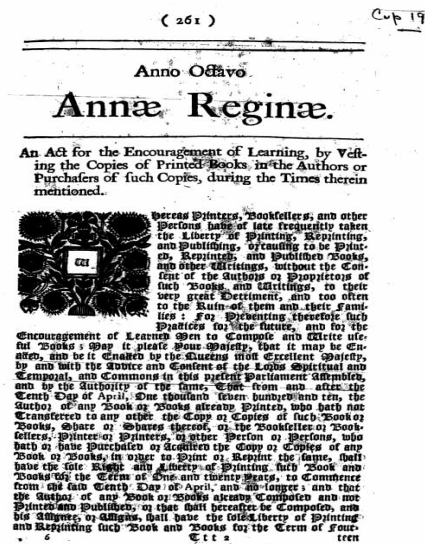 ( 261 )
Cup 19
Anno Octavo
Annæ Reginæ.
An Act for the Encouragement of Learning, by Vest-
ing the Copies of Printed Books in the Authors or
Purchasers of such Copies, during the Times therein
mentioned.
Whereas Printers, Booksellers, and other
Persons have of late frequently taken
the Liberty of Printing, Reprinting,
and Publishing, or causing to be Print-
ed, Reprinted, and Published Books,
and other Writings, without the Con-
sent of the Authors or Proprietors of
such Books and Writings, to their
very great Detriment, and too often
to the Ruin of them and their Fami-
lies: For Preventing therefore such
Practices for the future, and for the
Encouragement of Learned Men to Compose and Write use-
ful Books; May it please Your Majesty, that it may be En-
acted, and be it Enacted by the Queens most Excellent Majesty,
by and with the Advice and Consent of the Lords Spiritual and
Temporal, and Commons in this present Parliament Assembled,
and by the Authority of the same, That from and after the
Tenth Day of April, One thousand seven hundred and ten, the
Author of any Book or Books already Printed, who hath not
Transferred to any other the Copy or Copies of such Book or
Books, Share or Shares thereof, or the Bookseller or Book-
sellers, Printer or Printers, or other Person or Persons, who
hath or have Purchased or Acquired the Copy or Copies of any
Book or Books, in order to Print or Reprint the same, shall
have the sole Right and Liberty of Printing such Book and
Books for the Term of One and twenty Years, to Commence
from the said Tenth Day of April, and no longer; and that
the Author of any Book or Books already Composed and not
Printed and Published, or that shall hereafter be Composed, and
his Assignee, or Assigns, shall have the sole Liberty of Printing
and Reprinting such Book and Books for the Term of Four-
6 Ttt 2 teen